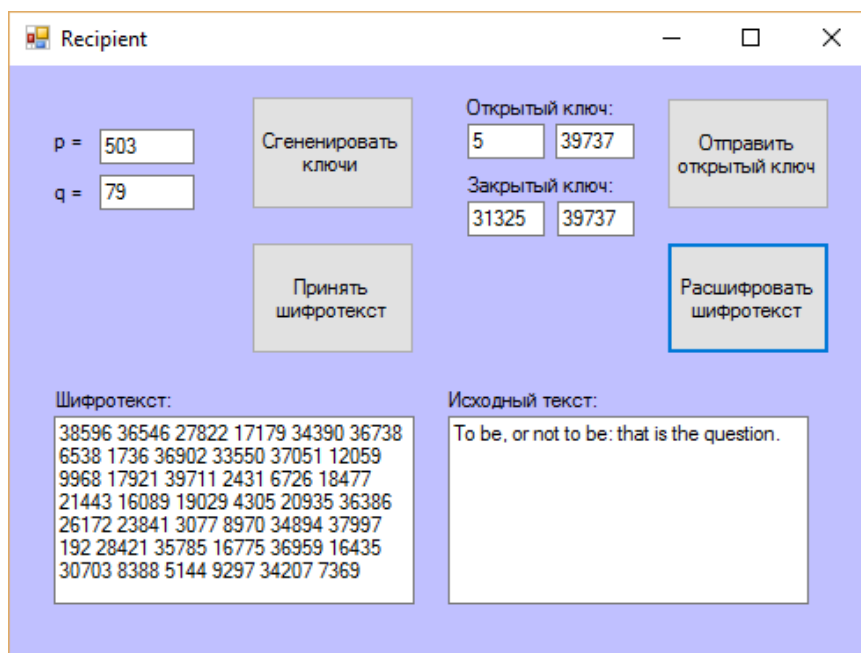 Recipient
p = 503
q = 79
Сгененировать
ключи
Открытый ключ:
5 39737
Закрытый ключ:
31325 39737
Отправить
открытый ключ
Принять
шифротекст
Расшифровать
шифротекст
Шифротекст:
38596 36546 27822 17179 34390 36738
6538 1736 36902 33550 37051 12059
9968 17921 39711 2431 6726 18477
21443 16089 19029 4305 20935 36386
26172 23841 3077 8970 34894 37997
192 28421 35785 16775 36959 16435
30703 8388 5144 9297 34207 7369
Исходный текст:
To be, or not to be: that is the question.